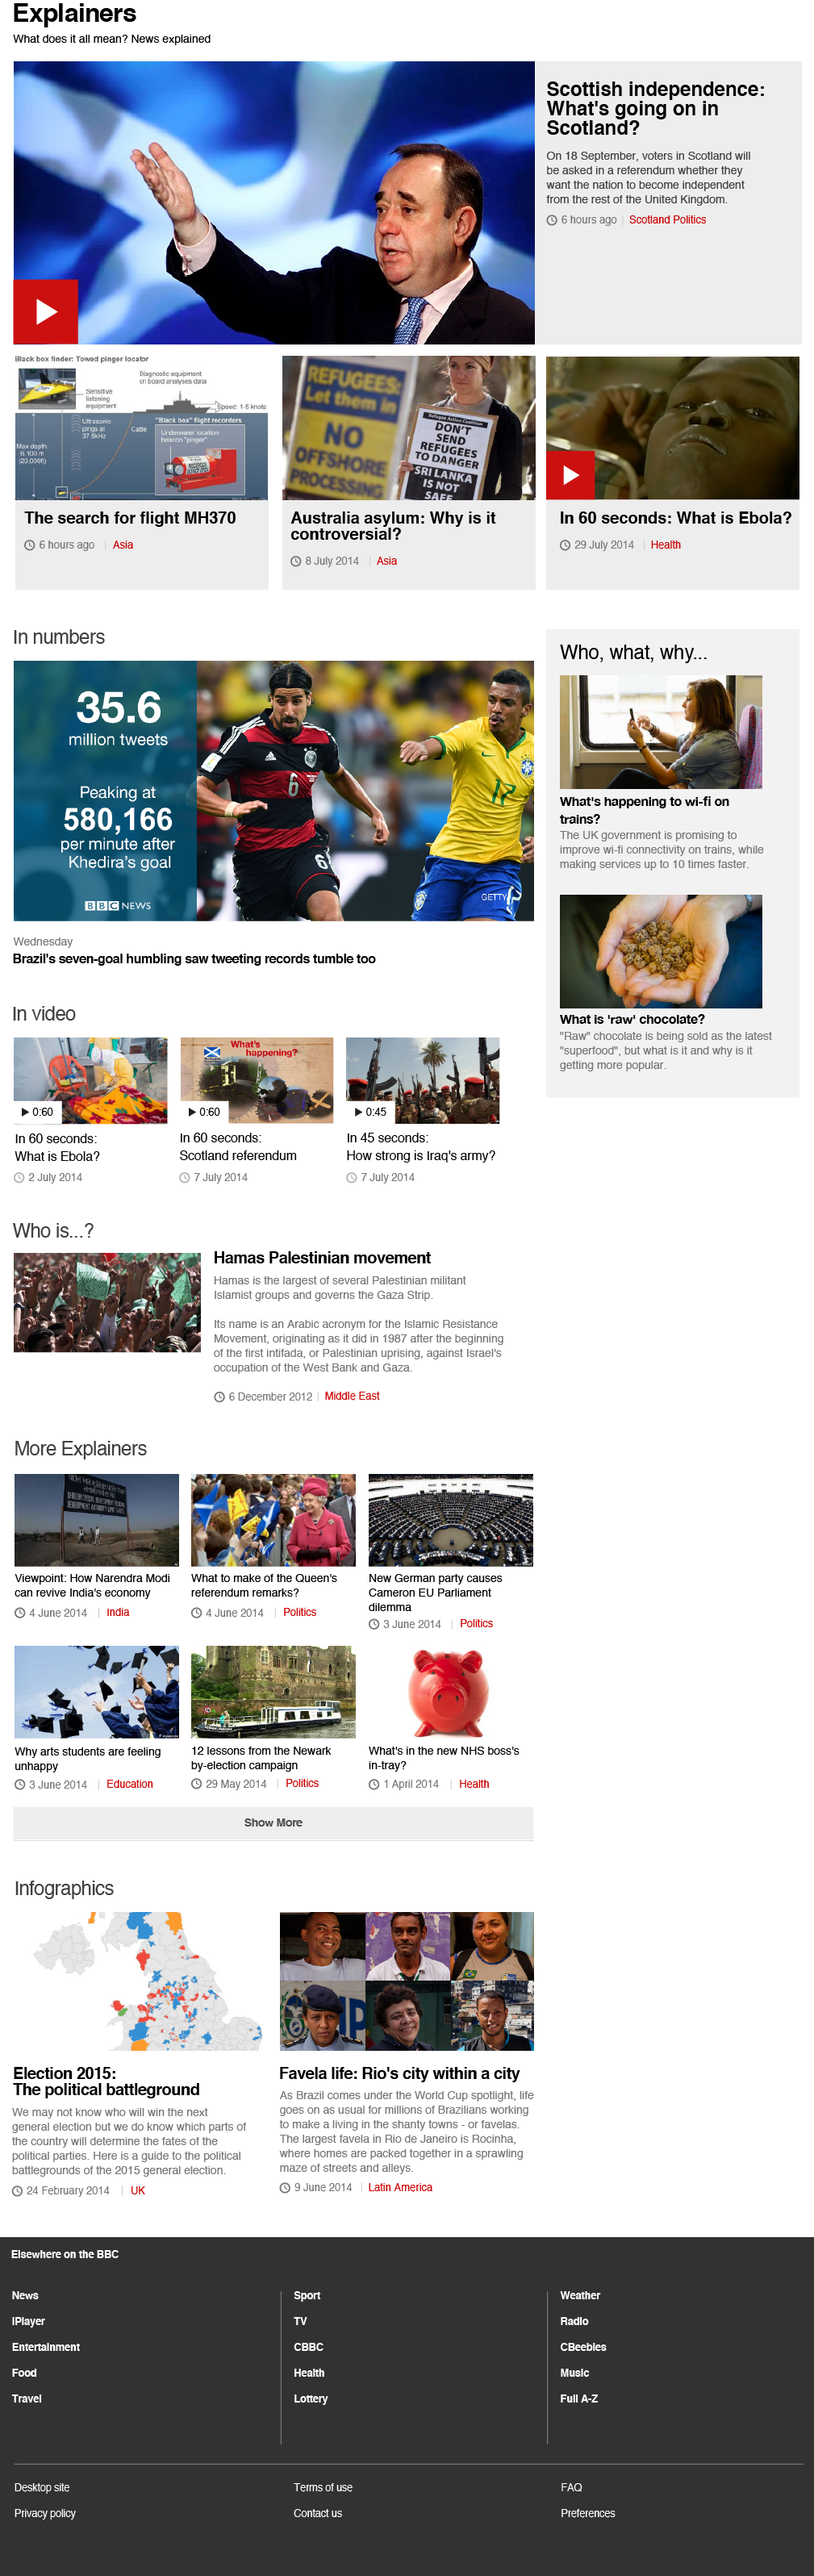 Explainers
What does it all mean? News explained
Scottish independence:
What's going on in
Scotland?
On 18 September, voters in Scotland will
be asked in a referendum whether they
want the nation to become independent
from the rest of the United Kingdom.
6 hours ago | Scotland Politics
Black box finder: Towed pinger locator
Diagnostic equipment
on board analyses data
Sensitive
listening
equipment
Speed: 1-5 knots
Ultrasonic
pings at
37.5kHz
Cable
"Black box" flight recorders
Underwater location
beacon "pinger"
Max depth
6,100 m
(20,000ft)
The search for flight MH370
6 hours ago | Asia
REFUGEES:
Let them
NO
OFFSHORE
PROCESSING
DON'T
SEND
REFUGEES
TO DANGER
SRI LANKA
IS NOT
SAFE
Australia asylum: Why is it
controversial?
8 July 2014 | Asia
In 60 seconds: What is Ebola?
29 July 2014 | Health
In numbers
35.6
million tweets
Peaking at
580,166
per minute after
Khedira's goal
BBC NEWS
6
6
17
GETTY
Wednesday
Brazil's seven-goal humbling saw tweeting records tumble too
Who, what, why...
What's happening to wi-fi on
trains?
The UK government is promising to
improve wi-fi connectivity on trains, while
making services up to 10 times faster.
What is 'raw' chocolate?
"Raw" chocolate is being sold as the latest
"superfood", but what is it and why is it
getting more popular.
In video
0:60
In 60 seconds:
What is Ebola?
2 July 2014
What's
happening?
0:60
In 60 seconds:
Scotland referendum
7 July 2014
0:45
In 45 seconds:
How strong is Iraq's army?
7 July 2014
Who is...?
Hamas Palestinian movement
Hamas is the largest of several Palestinian militant
Islamist groups and governs the Gaza Strip.
Its name is an Arabic acronym for the Islamic Resistance
Movement, originating as it did in 1987 after the beginning
of the first intifada, or Palestinian uprising, against Israel's
occupation of the West Bank and Gaza.
6 December 2012 | Middle East
More Explainers
Viewpoint: How Narendra Modi
can revive India's economy
4 June 2014 | India
What to make of the Queen's
referendum remarks?
4 June 2014 | Politics
New German party causes
Cameron EU Parliament
dilemma
3 June 2014 | Politics
Why arts students are feeling
unhappy
3 June 2014 | Education
12 lessons from the Newark
by-election campaign
29 May 2014 | Politics
What's in the new NHS boss's
in-tray?
1 April 2014 | Health
Show More
Infographics
Election 2015:
The political battleground
We may not know who will win the next
general election but we do know which parts of
the country will determine the fates of the
political parties. Here is a guide to the political
battlegrounds of the 2015 general election.
24 February 2014 | UK
Favela life: Rio's city within a city
As Brazil comes under the World Cup spotlight, life
goes on as usual for millions of Brazilians working
to make a living in the shanty towns - or favelas.
The largest favela in Rio de Janeiro is Rocinha,
where homes are packed together in a sprawling
maze of streets and alleys.
9 June 2014 | Latin America
Elsewhere on the BBC
News
iPlayer
Entertainment
Food
Travel
Sport
TV
CBBC
Health
Lottery
Weather
Radio
CBeebies
Music
Full A-Z
Desktop site
Terms of use
FAQ
Privacy policy
Contact us
Preferences